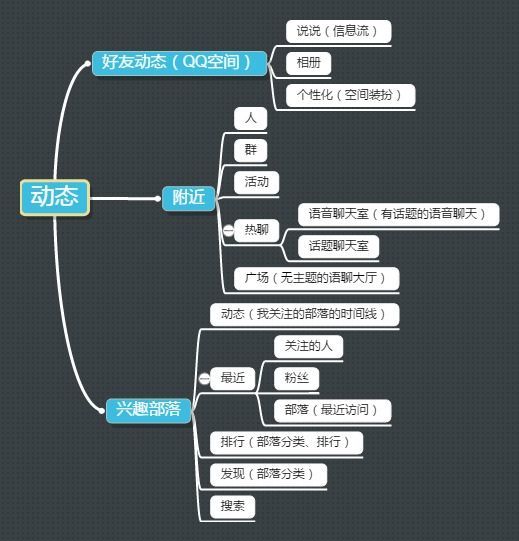 动态
好友动态（QQ空间）
说说（信息流）
相册
个性化（空间装扮）
附近
人
群
活动
热聊
语音聊天室（有话题的语音聊天）
话题聊天室
广场（无主题的语聊大厅）
兴趣部落
动态（我关注的部落的时间线）
最近
关注的人
粉丝
部落（最近访问）
排行（部落分类、排行）
发现（部落分类）
搜索